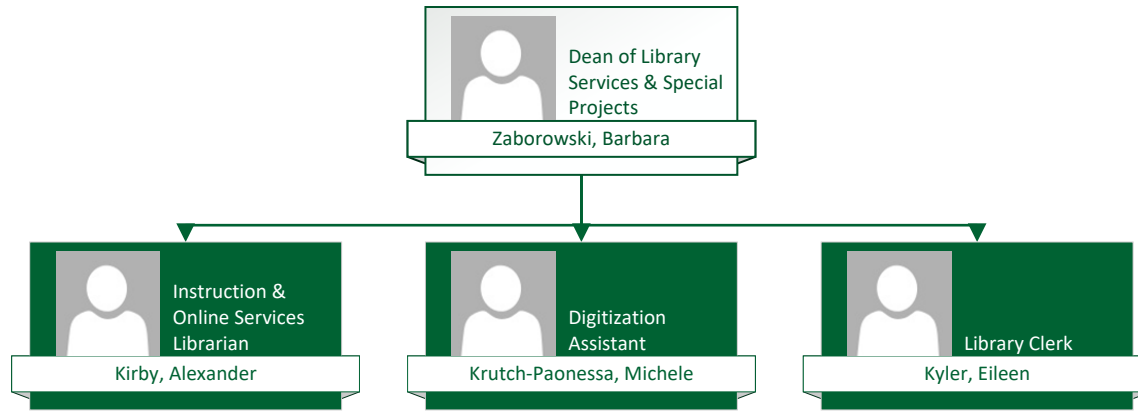 Dean of Library
Services & Special
Projects
Zaborowski, Barbara
Instruction &
Online Services
Librarian
Kirby, Alexander
Digitization
Assistant
Krutch-Paonessa, Michele
Library Clerk
Kyler, Eileen